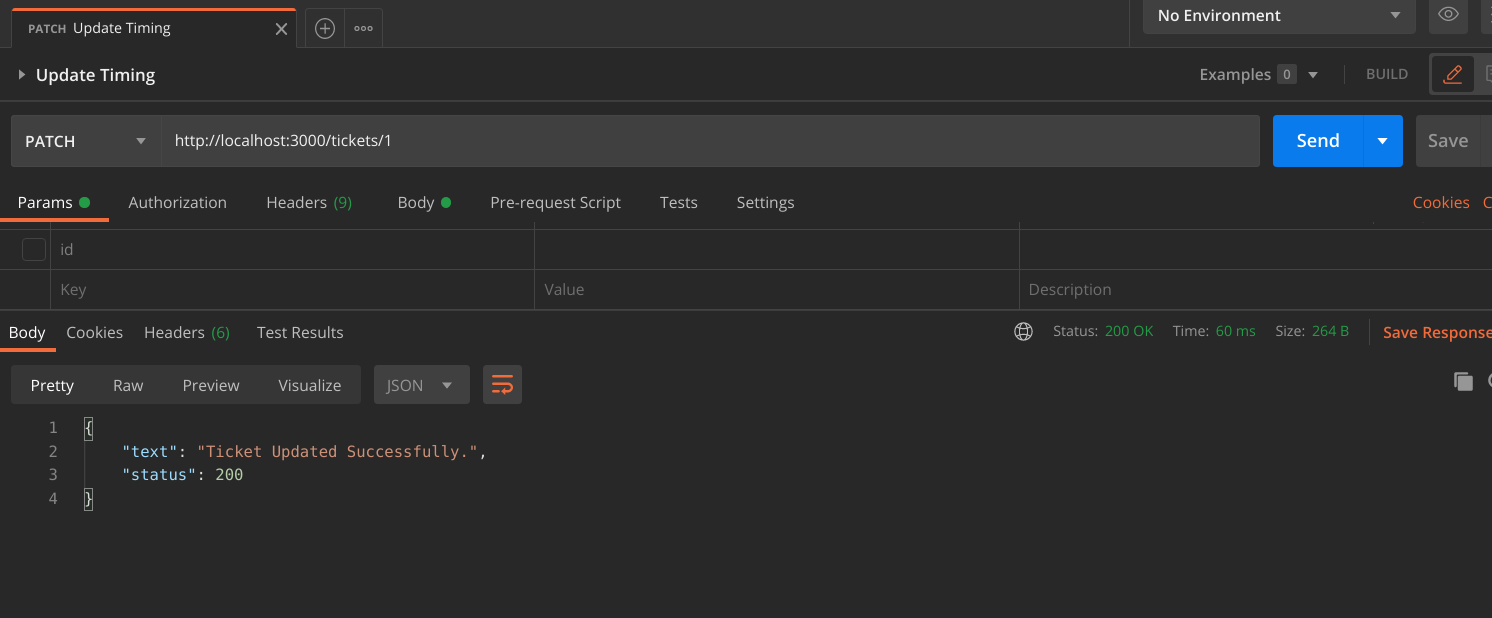 PATCH Update Timing
No Environment
Update Timing
Examples 0
BUILD
PATCH http://localhost:3000/tickets/1
Send
Save
Params Authorization Headers (9) Body Pre-request Script Tests Settings
Cookies
id
Key Value Description
Body Cookies Headers (6) Test Results
Status: 200 OK Time: 60 ms Size: 264 B
Save Response
Pretty Raw Preview Visualize JSON
1 {
2 "text": "Ticket Updated Successfully.",
3 "status": 200
4 }